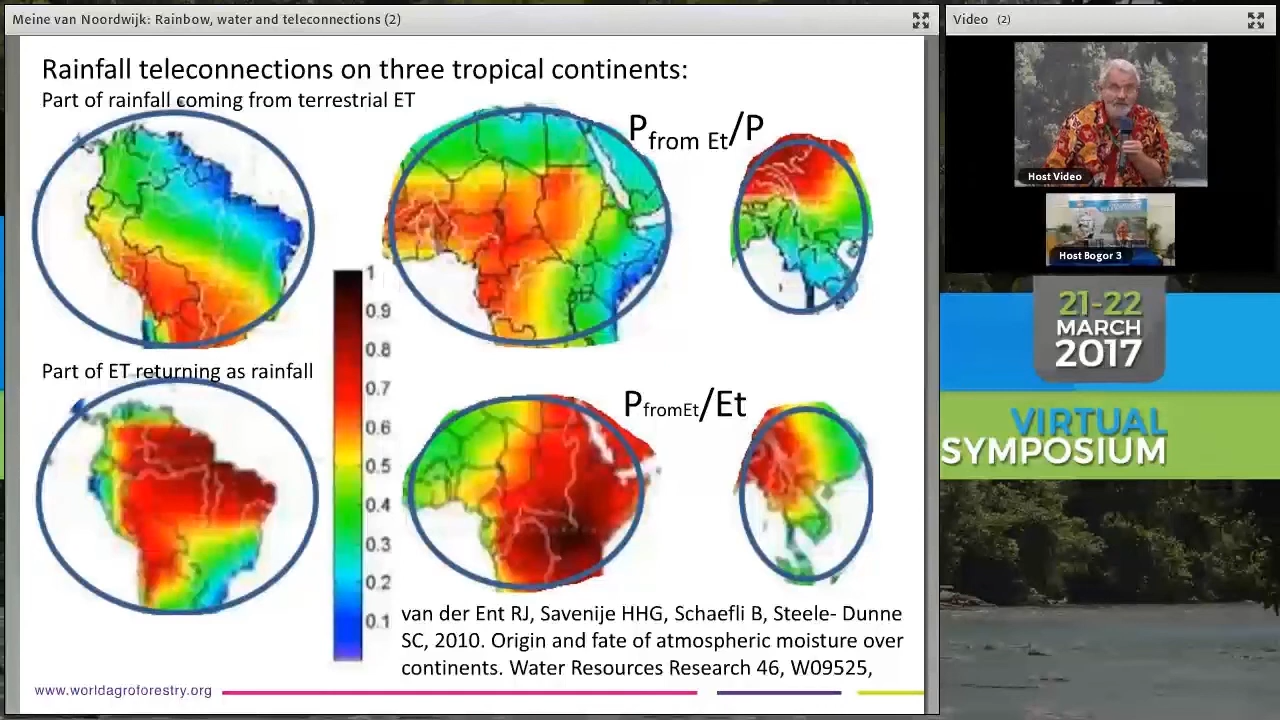 Meine van Noordwijk: Rainbow, water and teleconnections (2)
Video (2)
Rainfall teleconnections on three tropical continents:
Part of rainfall coming from terrestrial ET
Pfrom Et/P
1
0.9
0.8
0.7
0.6
0.5
0.4
0.3
0.2
0.1
Part of ET returning as rainfall
PfromEt/Et
van der Ent RJ, Savenije HHG, Schaefli B, Steele- Dunne
SC, 2010. Origin and fate of atmospheric moisture over
continents. Water Resources Research 46, W09525,
www.worldagroforestry.org
Host Video
Host Bogor 3
21-22
MARCH
2017
VIRTUAL
SYMPOSIUM